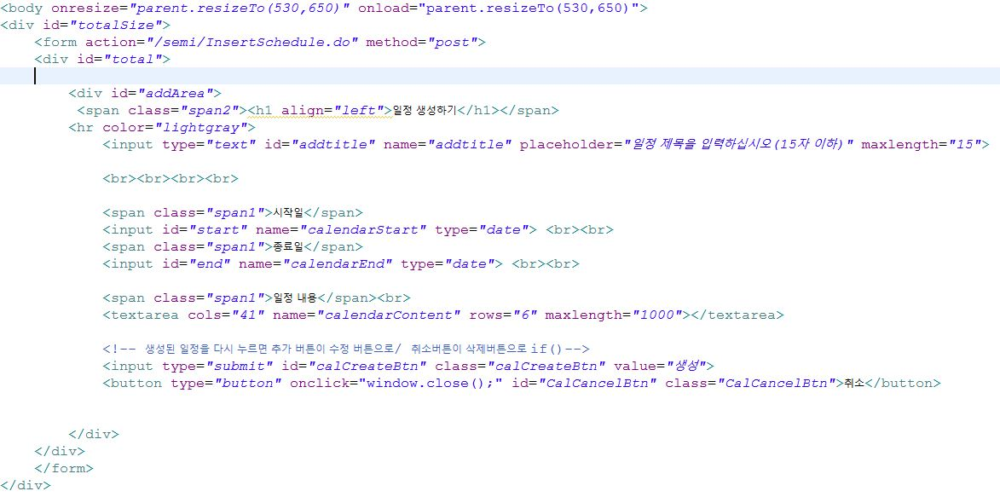 <body onresize="parent.resizeTo(530,650)" onload="parent.resizeTo(530,650)">
<div id="totalSize">
<form action="/semi/InsertSchedule.do" method="post">
<div id="total">
<div id="addArea">
<span class="span2"><h1 align="left">일정 생성하기</h1></span>
<hr color="lightgray">
<input type="text" id="addtitle" name="addtitle" placeholder="일정 제목을 입력하십시오(15자 이하)" maxlength="15">
<br><br><br><br>
<span class="span1">시작일</span>
<input id="start" name="calendarStart" type="date"> <br><br>
<span class="span1">종료일</span>
<input id="end" name="calendarEnd" type="date"> <br><br>
<span class="span1">일정 내용</span><br>
<textarea cols="41" name="calendarContent" rows="6" maxlength="1000"></textarea>
<!-- 생성된 일정을 다시 누르면 추가 버튼이 수정 버튼으로/ 취소버튼이 삭제버튼으로 if()-->
<input type="submit" id="calCreateBtn" class="calCreateBtn" value="생성">
<button type="button" onclick="window.close();" id="CalCancelBtn" class="CalCancelBtn">취소</button>
</div>
</div>
</form>
</div>